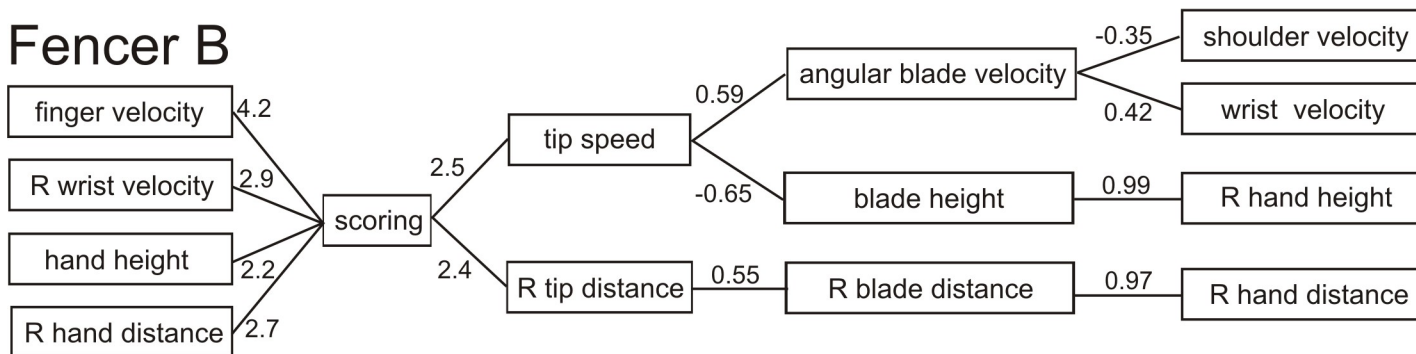 Fencer B
finger velocity
4.2
R wrist velocity
2.9
hand height
2.2
R hand distance
2.7
scoring
2.5
2.4
tip speed
0.59
-0.65
R tip distance
0.55
angular blade velocity
-0.35
0.42
blade height
0.99
R blade distance
0.97
shoulder velocity
wrist velocity
R hand height
R hand distance